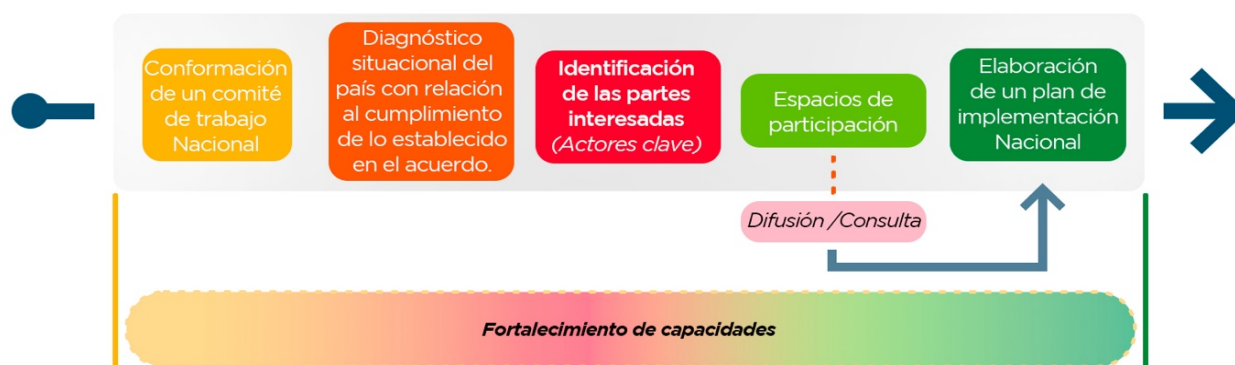 Conformación
de un comité
de trabajo
Nacional
Diagnóstico
situacional del
país con relación
al cumplimiento
de lo establecido
en el acuerdo.
Identificación
de las partes
interesadas
(Actores clave)
Espacios de
participación
Elaboración
de un plan de
implementación
Nacional
Difusión /Consulta
Fortalecimiento de capacidades